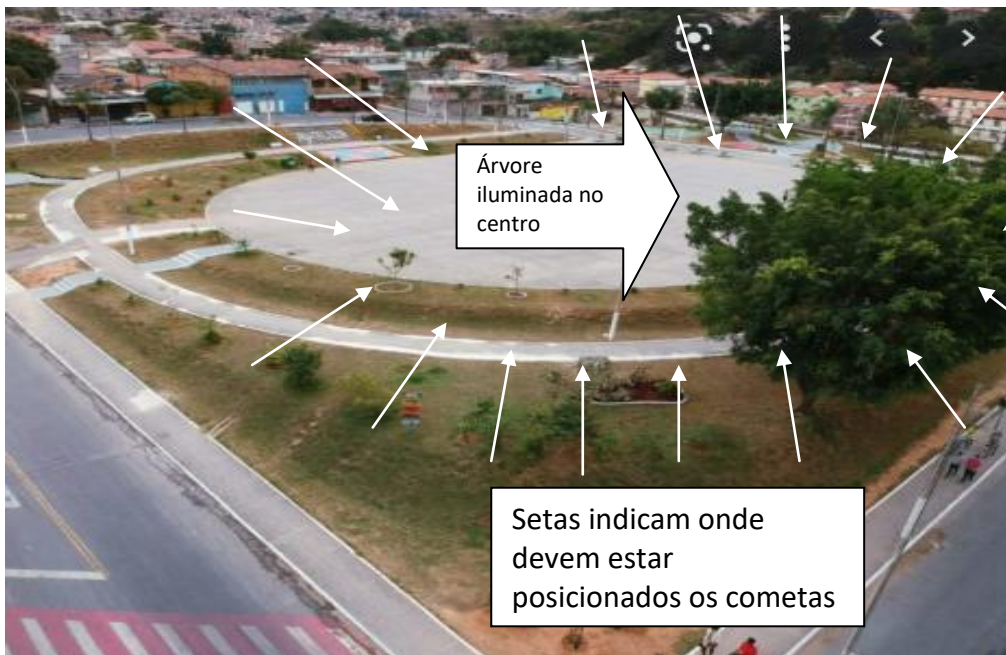 Árvore
iluminada no
centro
Setas indicam onde
devem estar
posicionados os cometas